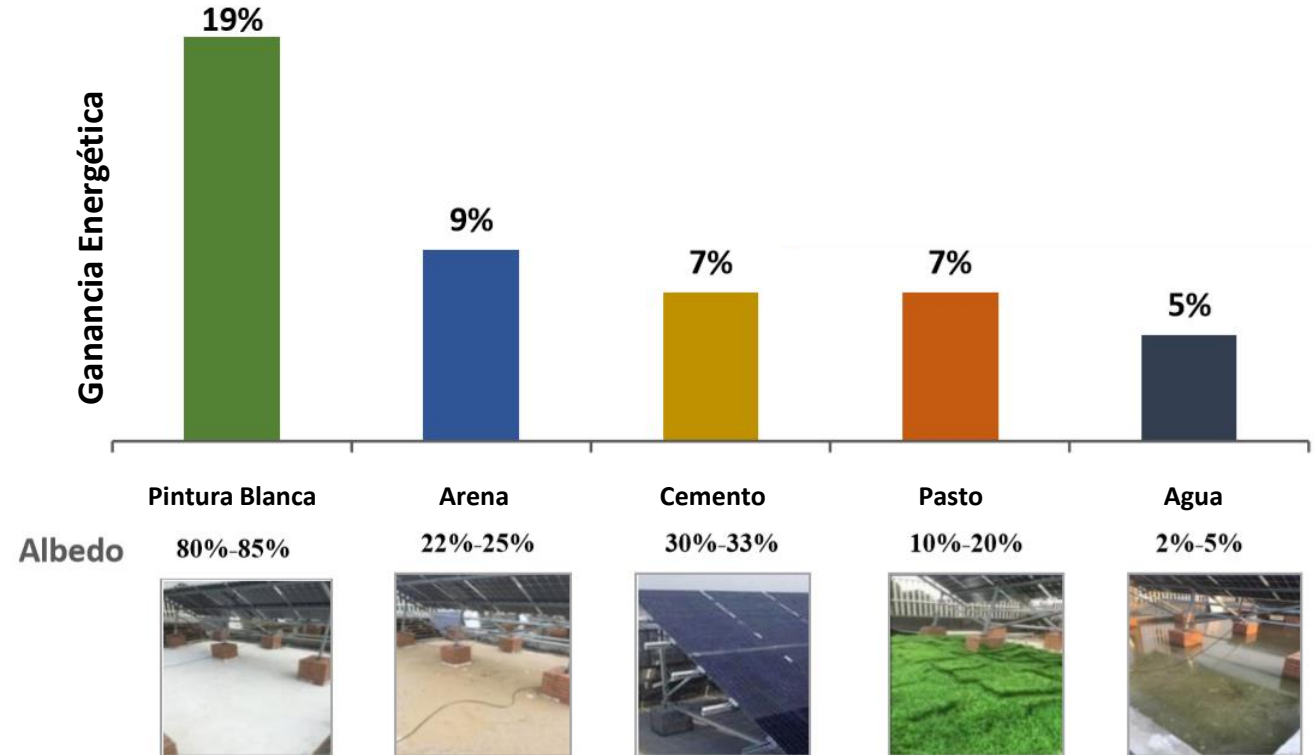 19%
9%
7%
7%
5%
Ganancia Energética
Pintura Blanca
Arena
Cemento
Pasto
Agua
Albedo
80%-85%
22%-25%
30%-33%
10%-20%
2%-5%